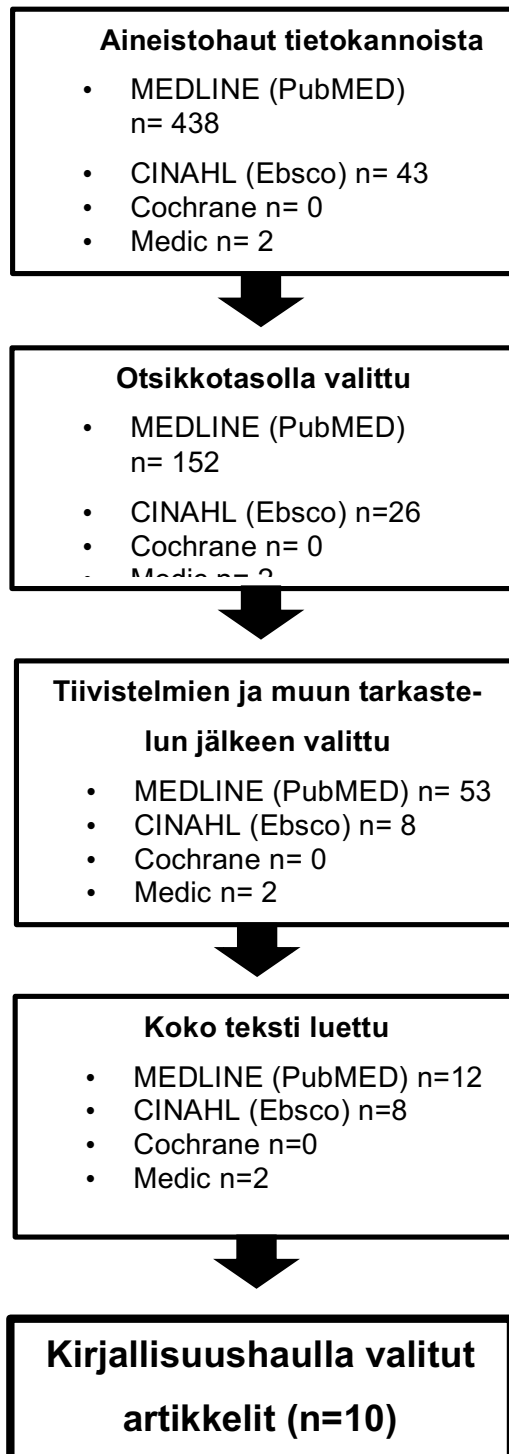 Aineistohaut tietokannoista
• MEDLINE (PubMED)
n= 438
• CINAHL (Ebsco) n= 43
• Cochrane n= 0
• Medic n= 2
Otsikkotasolla valittu
• MEDLINE (PubMED)
n= 152
• CINAHL (Ebsco) n=26
• Cochrane n= 0
• Medic n= 2
Tiivistelmien ja muun tarkaste-
lun jälkeen valittu
• MEDLINE (PubMED) n= 53
• CINAHL (Ebsco) n= 8
• Cochrane n= 0
• Medic n= 2
Koko teksti luettu
• MEDLINE (PubMED) n=12
• CINAHL (Ebsco) n=8
• Cochrane n=0
• Medic n=2
Kirjallisuushaulla valitut
artikkelit (n=10)